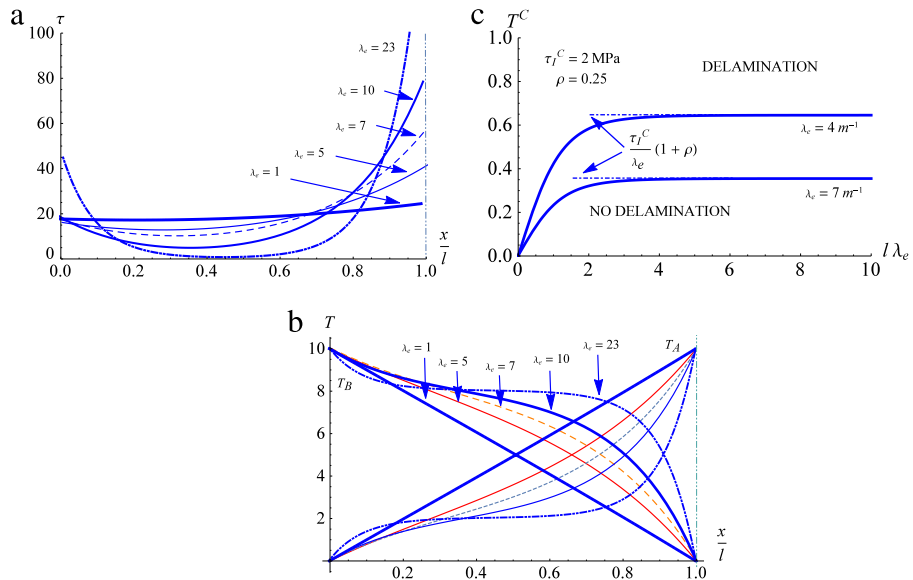 a
τ
100
80
60
40
20
0
0.0
0.2
0.4
0.6
0.8
1.0
x/l
λe = 23
λe = 10
λe = 7
λe = 5
λe = 1
c
T^C
1.0
0.8
0.6
0.4
0.2
0.0
0
2
4
6
8
10
l λe
τI^C = 2 MPa
ρ = 0.25
DELAMINATION
λe = 4 m⁻¹
τI^C/λe (1 + ρ)
λe = 7 m⁻¹
NO DELAMINATION
b
T
10
8
6
4
2
0.2
0.4
0.6
0.8
1.0
x/l
λe = 1
λe = 5
λe = 7
λe = 10
λe = 23
TA
TB